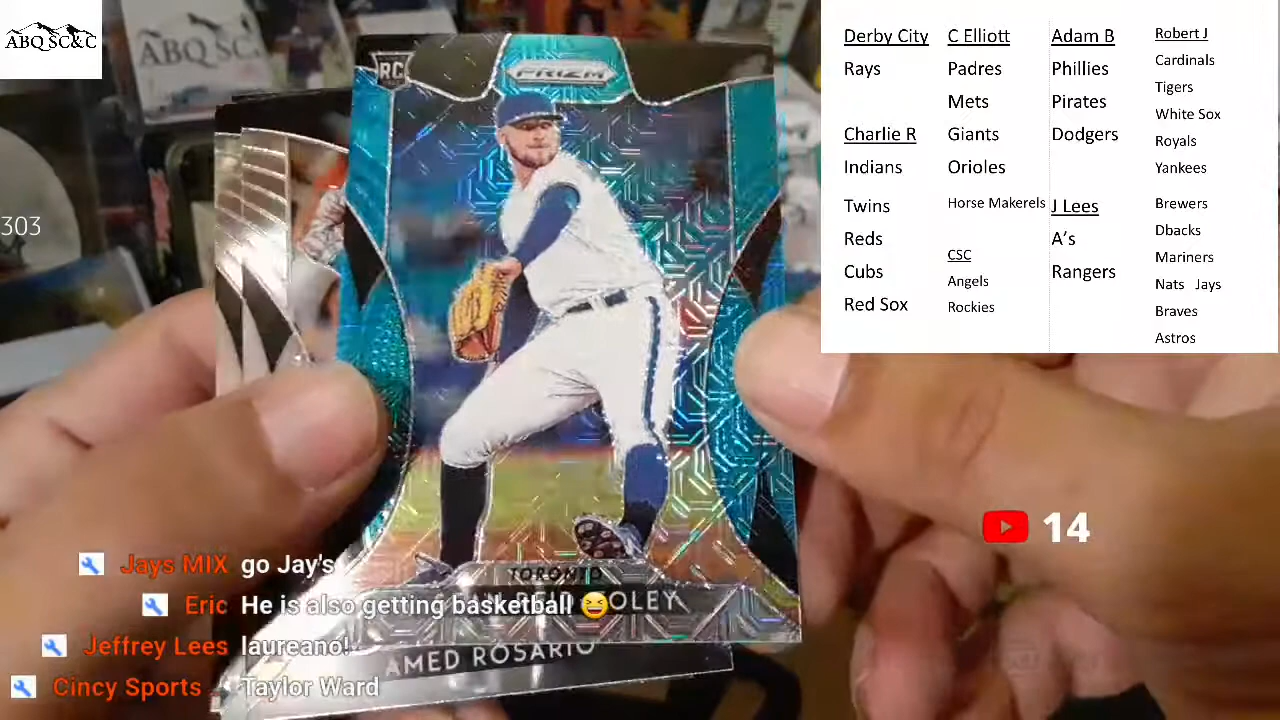 ABQ SC&C
ABQ SC
303
RC
PRIZM
TORONTO
AMED ROSARIO
Derby City
Rays
Charlie R
Indians
Twins
Reds
Cubs
Red Sox
C Elliott
Padres
Mets
Giants
Orioles
Horse Makerels
CSC
Angels
Rockies
Adam B
Phillies
Pirates
Dodgers
J Lees
A's
Rangers
Robert J
Cardinals
Tigers
White Sox
Royals
Yankees
Brewers
Dbacks
Mariners
Nats Jays
Braves
Astros
14
Jays MIX go Jay's
Eric He is also getting basketball 😆
Jeffrey Lees laureano!
Cincy Sports Taylor Ward